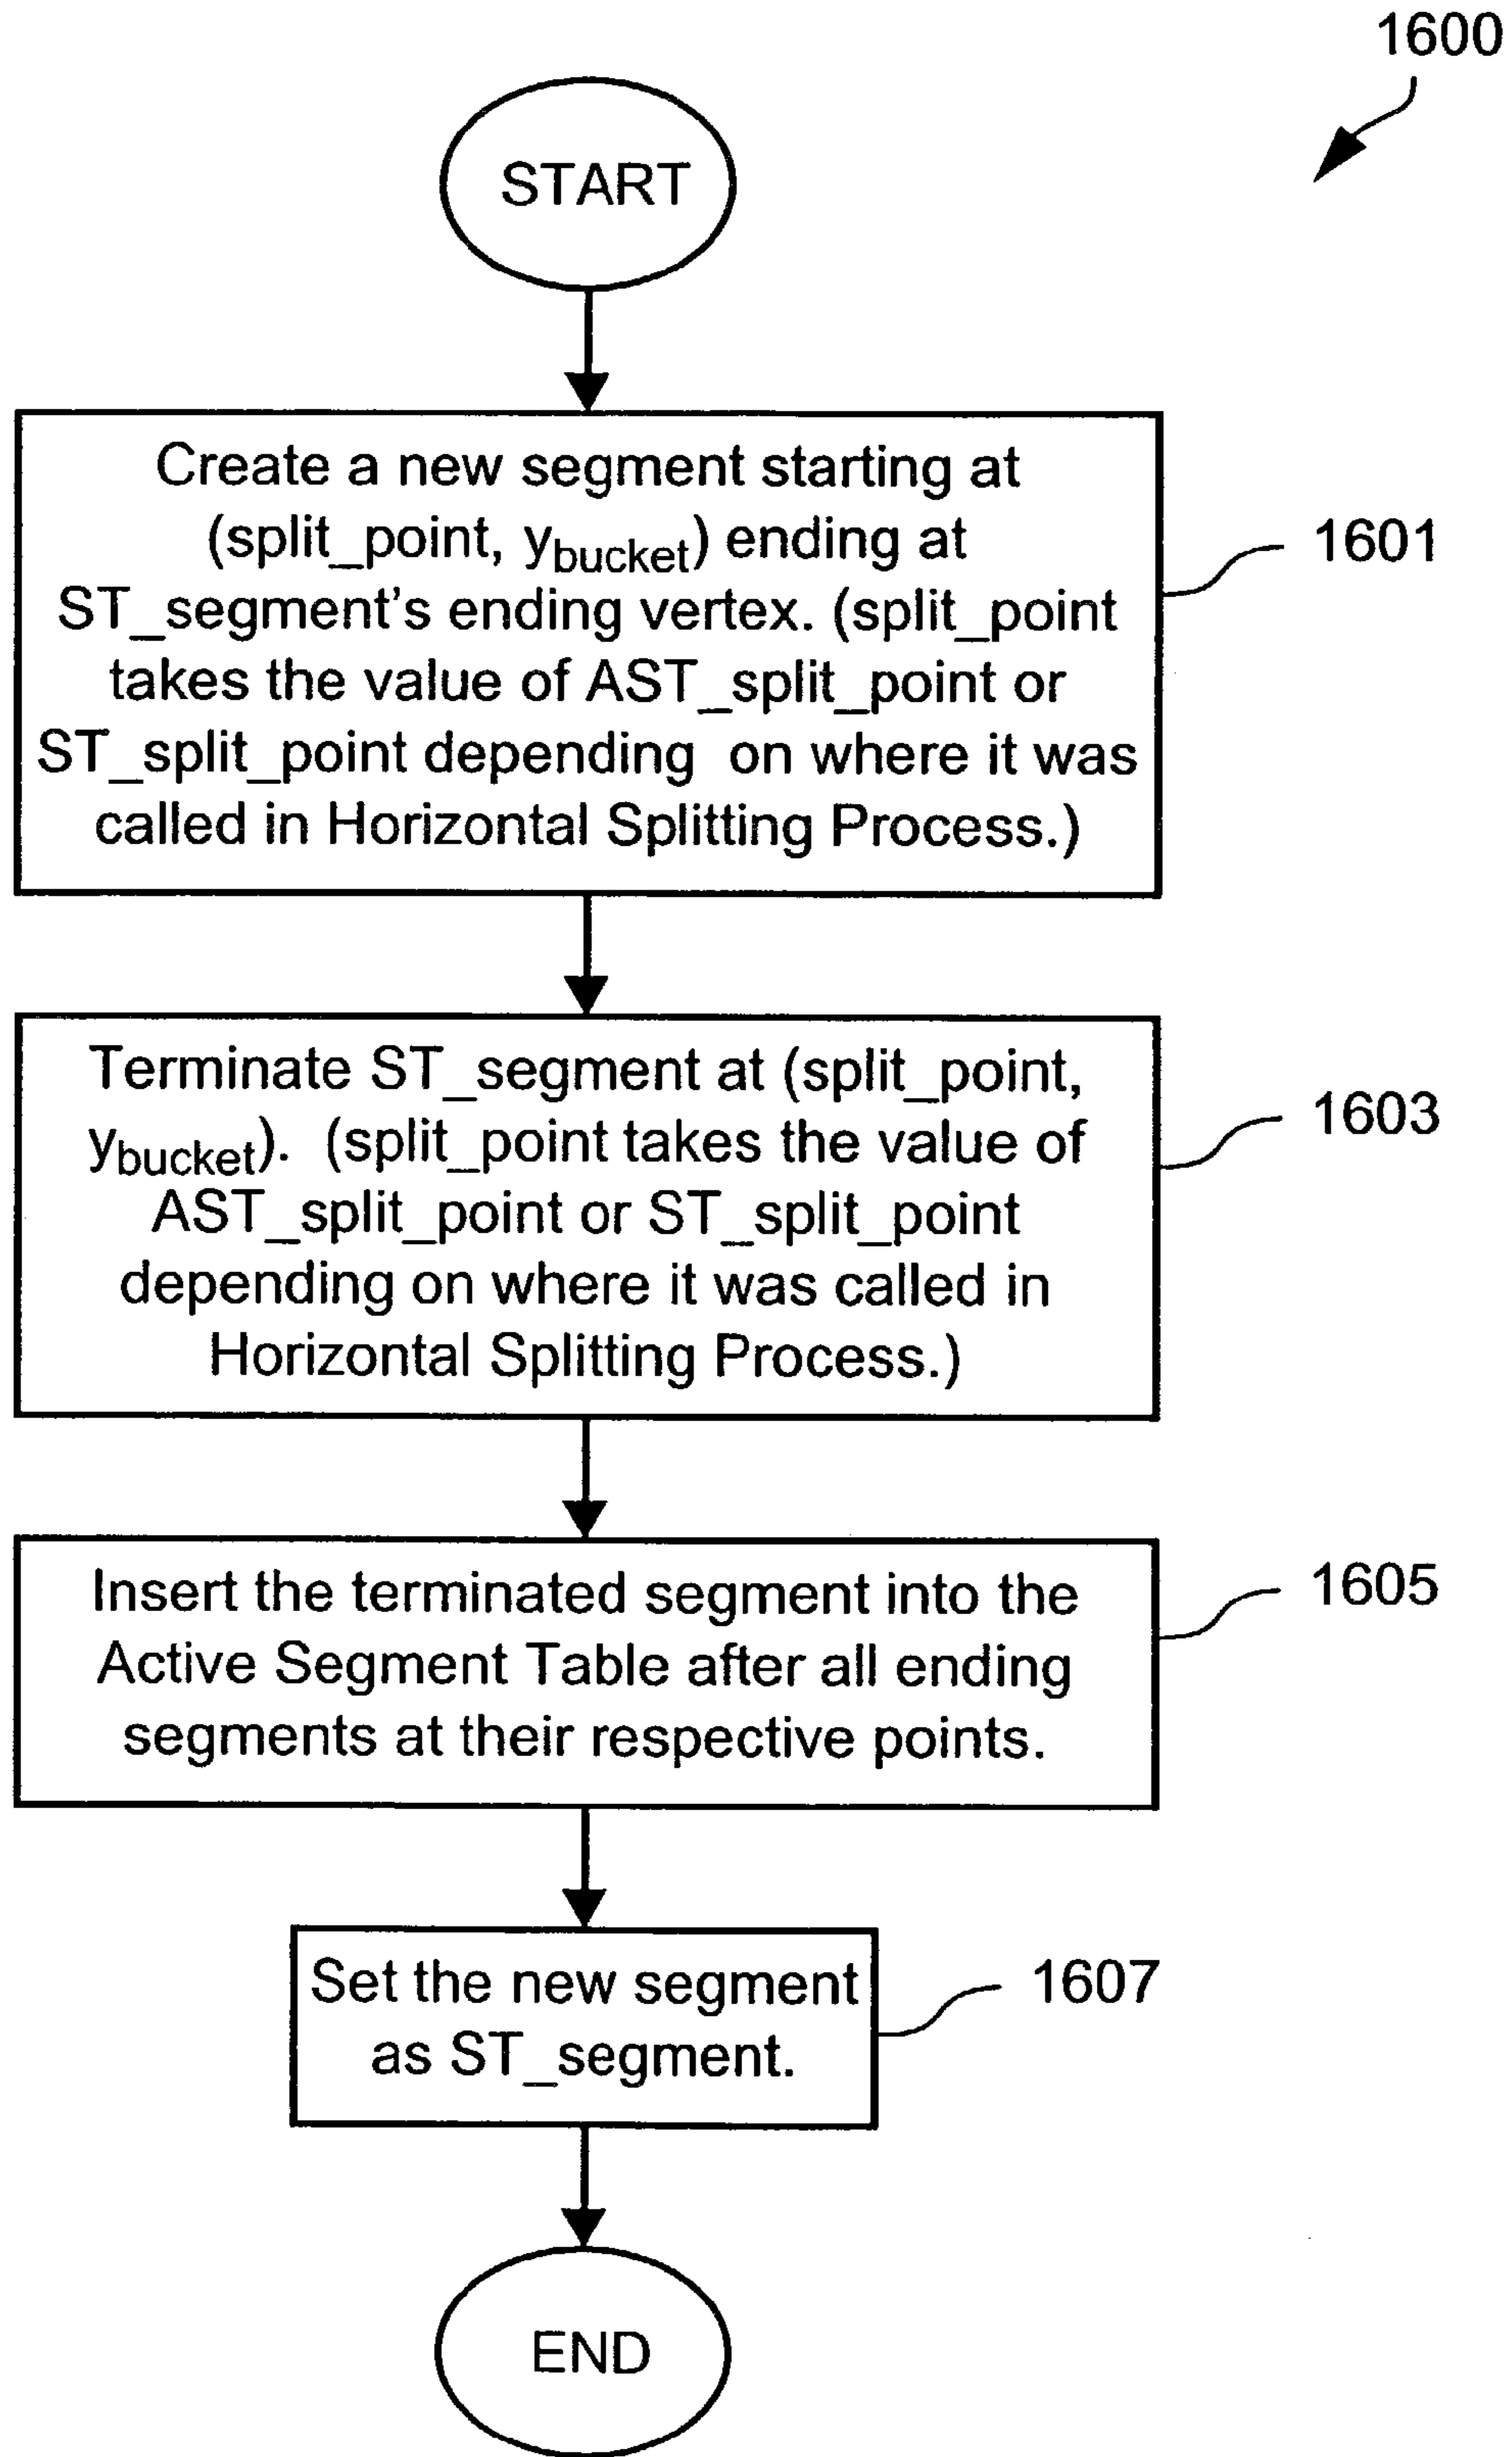 1600
START
Create a new segment starting at
(split_point, ybucket) ending at
ST_segment's ending vertex. (split_point
takes the value of AST_split_point or
ST_split_point depending on where it was
called in Horizontal Splitting Process.)
1601
Terminate ST_segment at (split_point,
ybucket). (split_point takes the value of
AST_split_point or ST_split_point
depending on where it was called in
Horizontal Splitting Process.)
1603
Insert the terminated segment into the
Active Segment Table after all ending
segments at their respective points.
1605
Set the new segment
as ST_segment.
1607
END